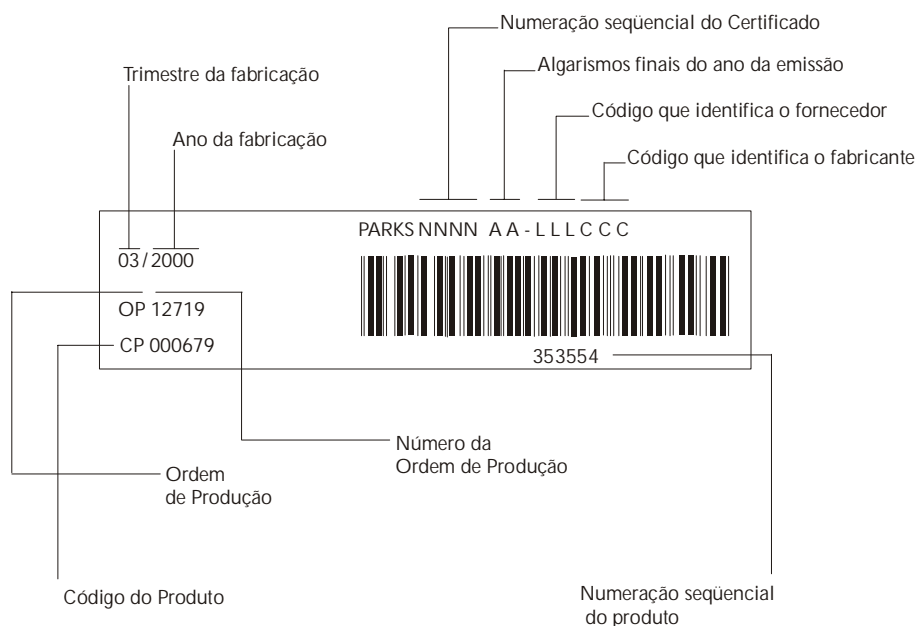 Numeração seqüencial do Certificado
Algarismos finais do ano da emissão
Trimestre da fabricação
Código que identifica o fornecedor
Ano da fabricação
Código que identifica o fabricante
PARKS NNNN AA-LLLCCC
03/2000
OP 12719
CP 000679
353554
Número da
Ordem de Produção
Ordem
de Produção
Código do Produto
Numeração seqüencial
do produto